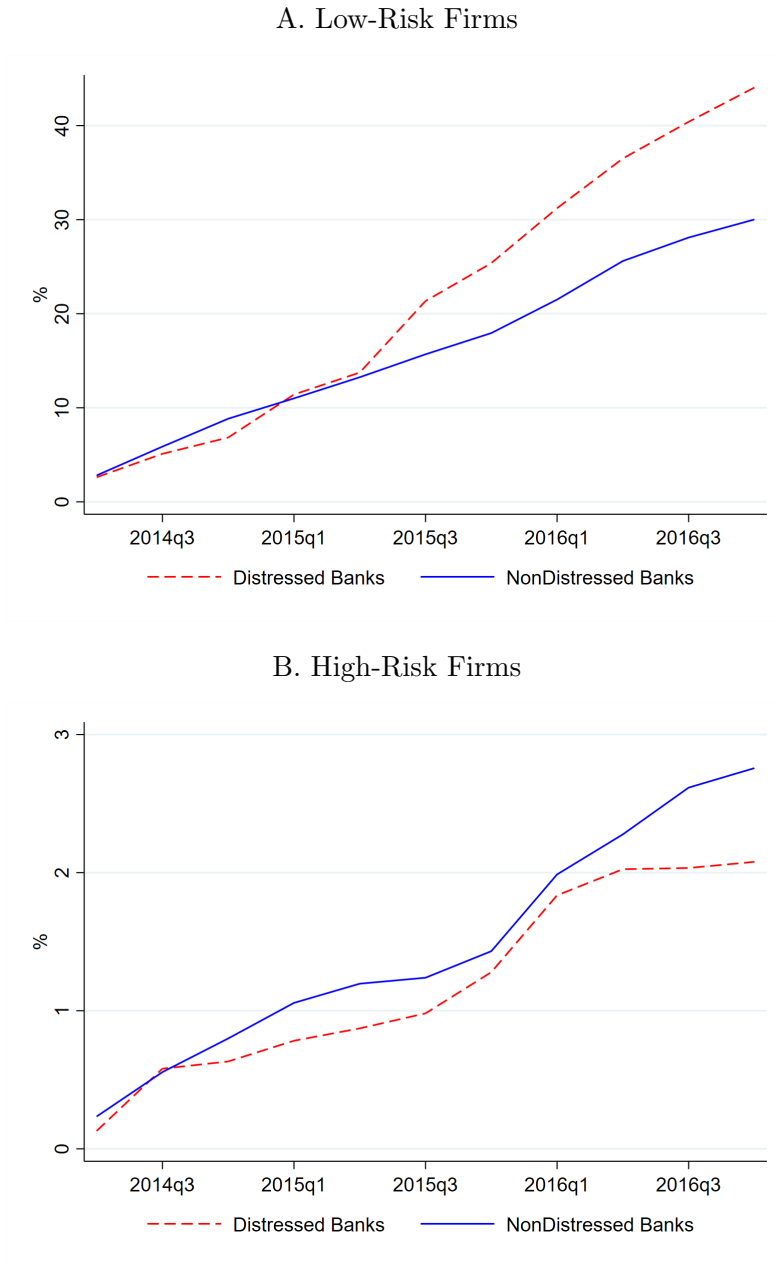 A. Low-Risk Firms
40
30
20
10
0
%
2014q3 2015q1 2015q3 2016q1 2016q3
Distressed Banks NonDistressed Banks
B. High-Risk Firms
3
2
1
0
%
2014q3 2015q1 2015q3 2016q1 2016q3
Distressed Banks NonDistressed Banks